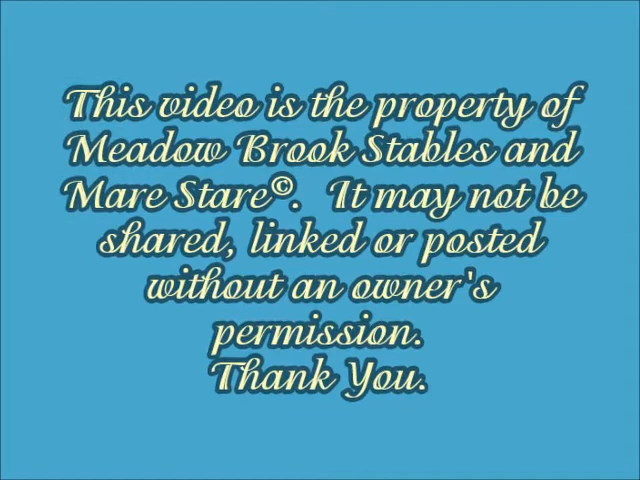 This video is the property of
Meadow Brook Stables and
Mare Stare©. It may not be
shared, linked or posted
without an owner's
permission.
Thank You.